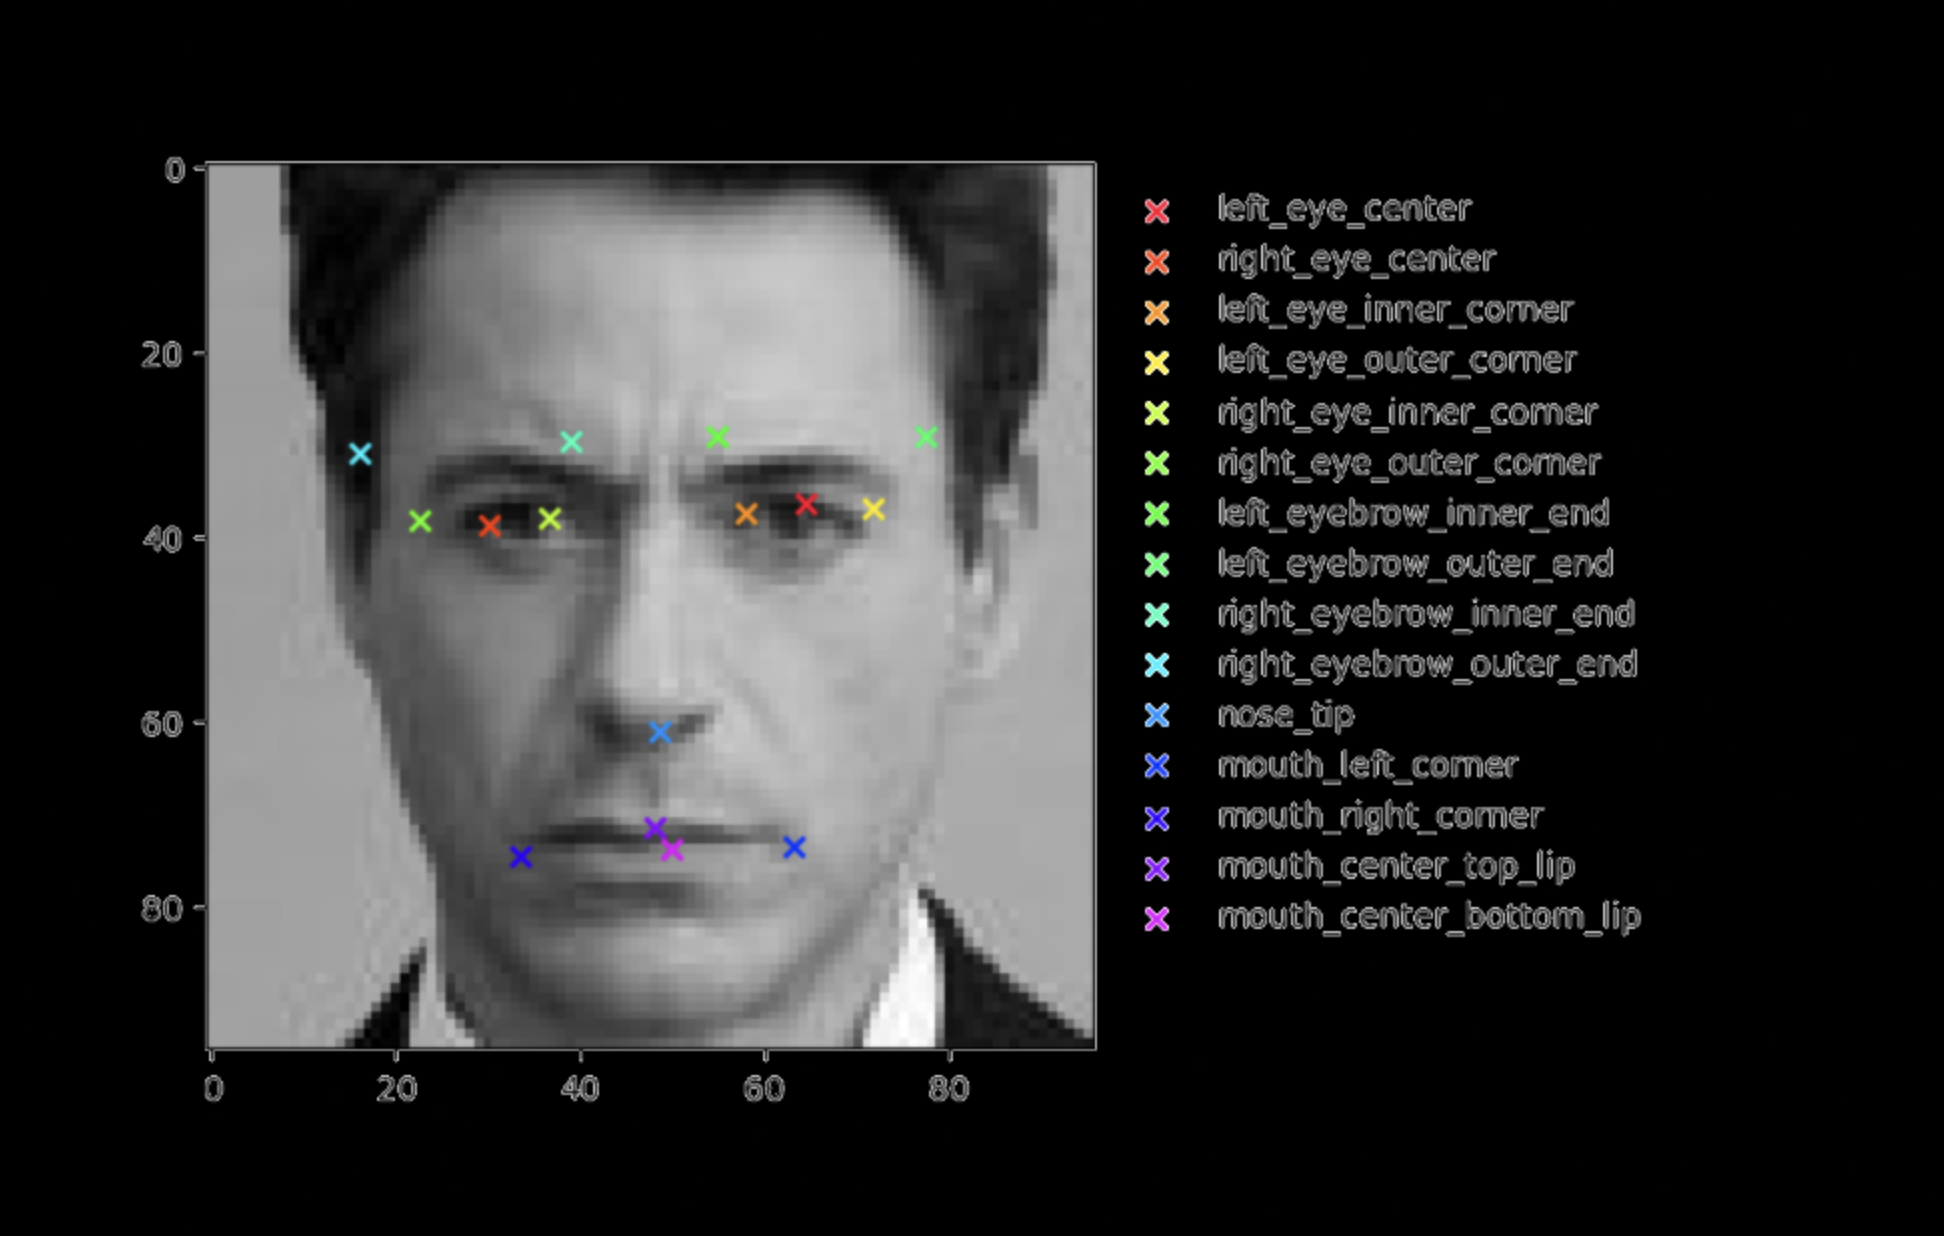 0
20
40
60
80
0 20 40 60 80
left_eye_center
right_eye_center
left_eye_inner_corner
left_eye_outer_corner
right_eye_inner_corner
right_eye_outer_corner
left_eyebrow_inner_end
left_eyebrow_outer_end
right_eyebrow_inner_end
right_eyebrow_outer_end
nose_tip
mouth_left_corner
mouth_right_corner
mouth_center_top_lip
mouth_center_bottom_lip